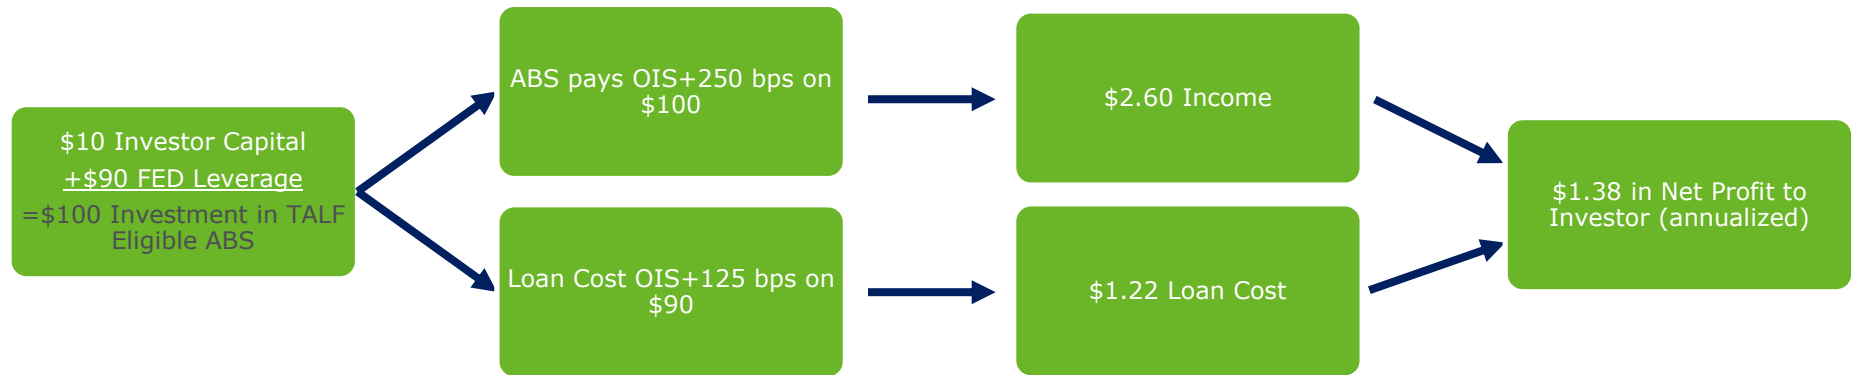 $10 Investor Capital
+$90 FED Leverage
=$100 Investment in TALF
Eligible ABS
ABS pays OIS+250 bps on
$100
$2.60 Income
Loan Cost OIS+125 bps on
$90
$1.22 Loan Cost
$1.38 in Net Profit to
Investor (annualized)